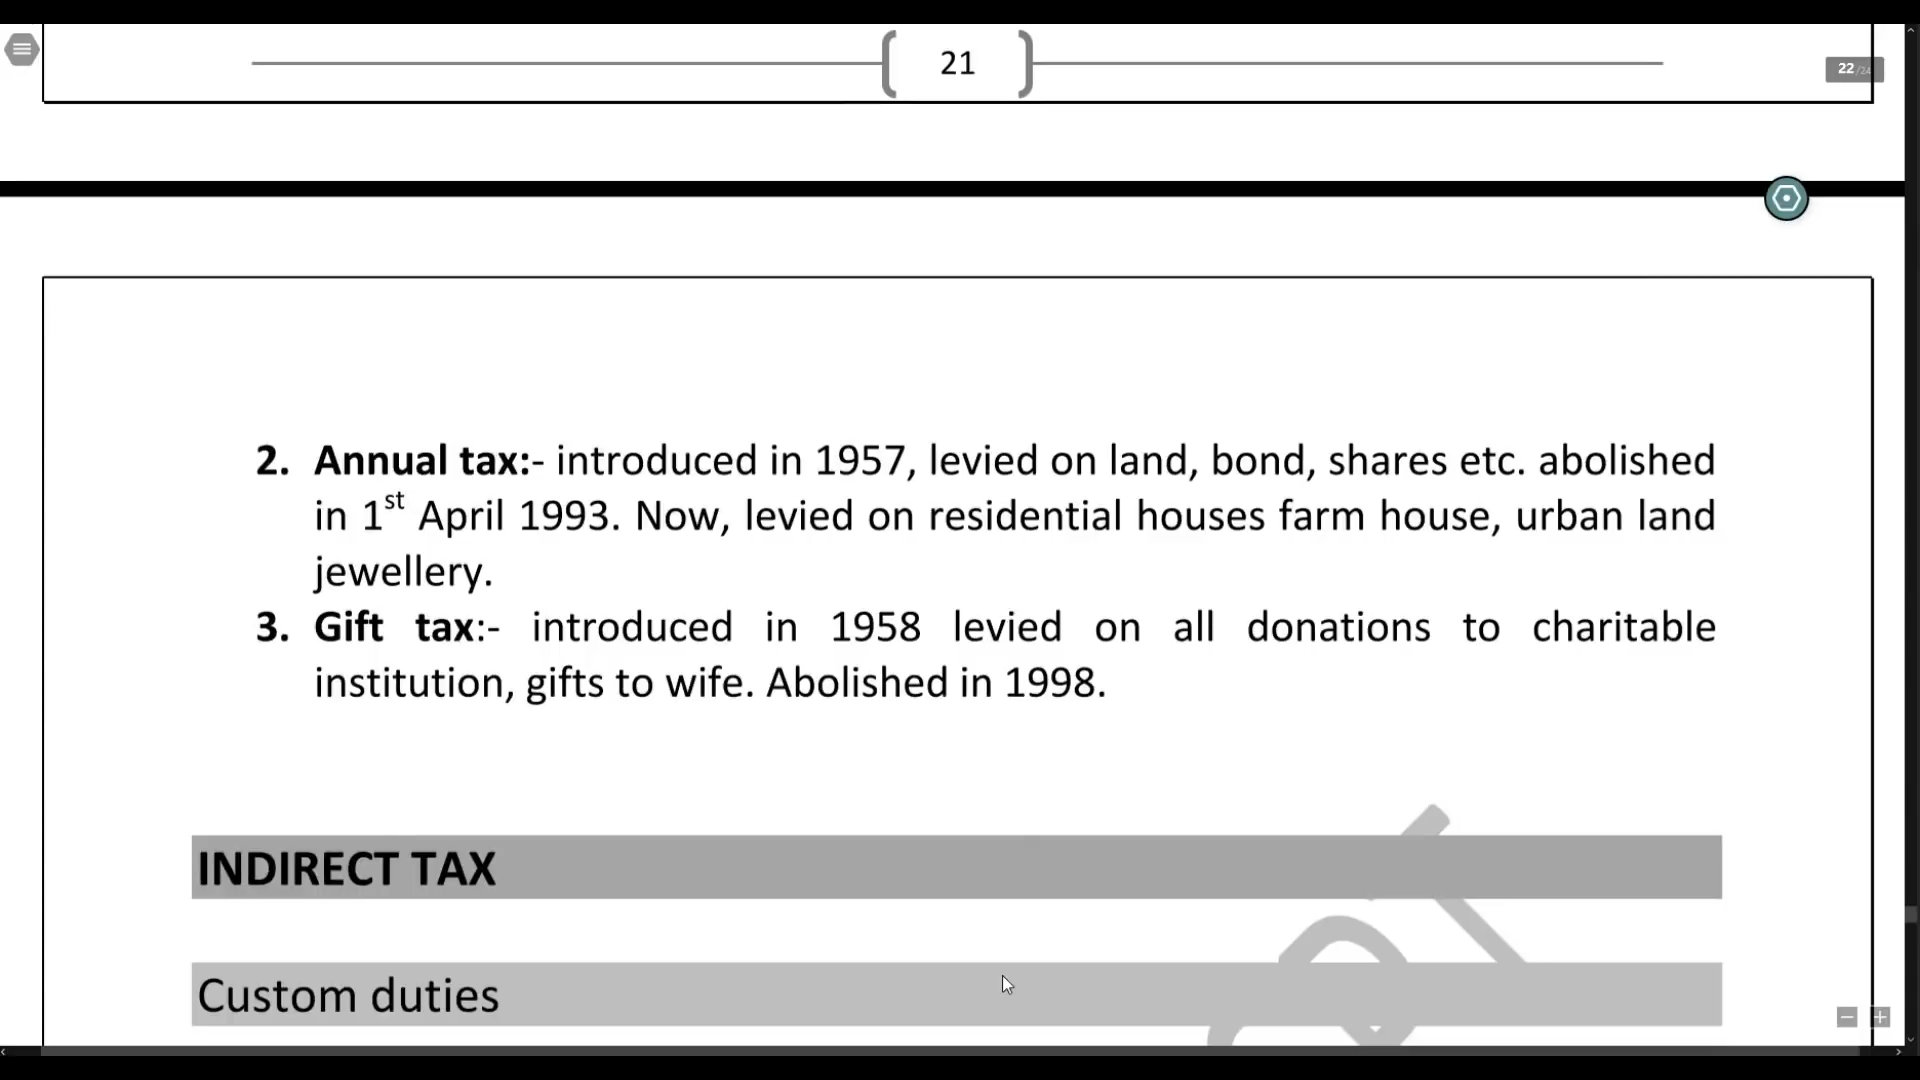 21
22
2. Annual tax:- introduced in 1957, levied on land, bond, shares etc. abolished
in 1st April 1993. Now, levied on residential houses farm house, urban land
jewellery.
3. Gift tax:- introduced in 1958 levied on all donations to charitable
institution, gifts to wife. Abolished in 1998.
INDIRECT TAX
Custom duties